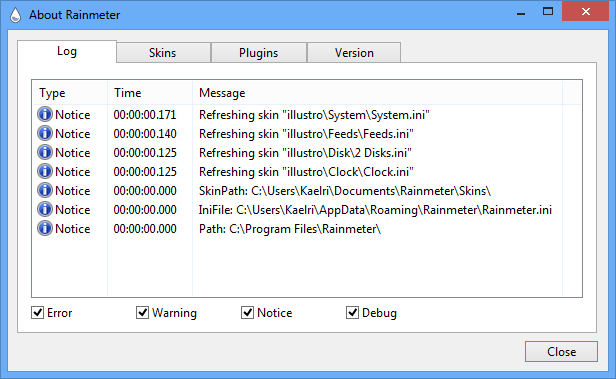 About Rainmeter
Log Skins Plugins Version
Type Time Message
Notice 00:00:00.171 Refreshing skin "illustro\System\System.ini"
Notice 00:00:00.140 Refreshing skin "illustro\Feeds\Feeds.ini"
Notice 00:00:00.125 Refreshing skin "illustro\Disk\2 Disks.ini"
Notice 00:00:00.125 Refreshing skin "illustro\Clock\Clock.ini"
Notice 00:00:00.000 SkinPath: C:\Users\Kaelri\Documents\Rainmeter\Skins\
Notice 00:00:00.000 IniFile: C:\Users\Kaelri\AppData\Roaming\Rainmeter\Rainmeter.ini
Notice 00:00:00.000 Path: C:\Program Files\Rainmeter\
Error Warning Notice Debug
Close